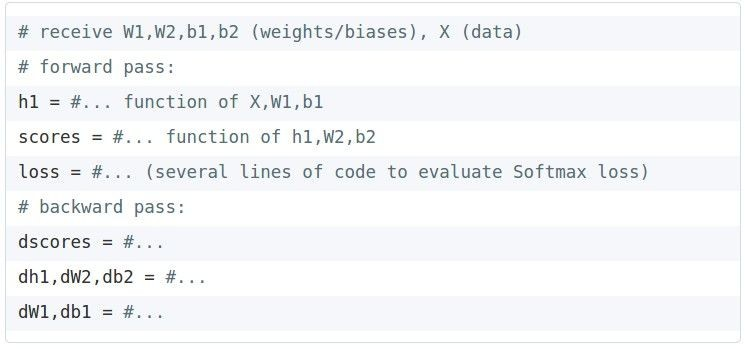 # receive W1,W2,b1,b2 (weights/biases), X (data)
# forward pass:
h1 = #... function of X,W1,b1
scores = #... function of h1,W2,b2
loss = #... (several lines of code to evaluate Softmax loss)
# backward pass:
dscores = #...
dh1,dW2,db2 = #...
dW1,db1 = #...